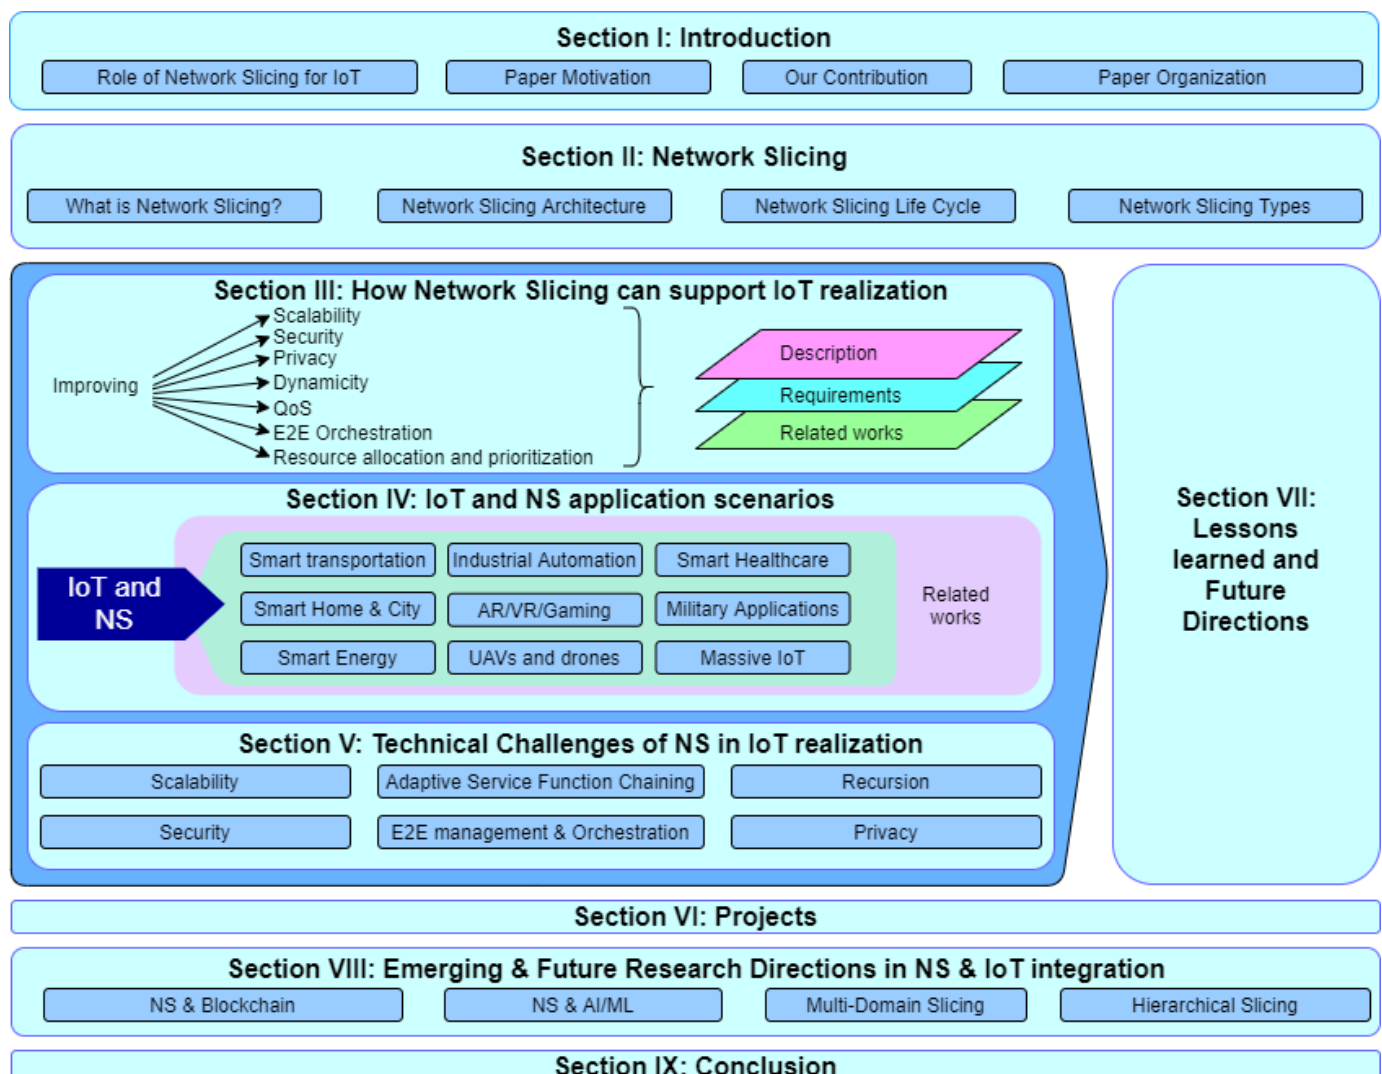 Section I: Introduction
Role of Network Slicing for IoT
Paper Motivation
Our Contribution
Paper Organization
Section II: Network Slicing
What is Network Slicing?
Network Slicing Architecture
Network Slicing Life Cycle
Network Slicing Types
Section III: How Network Slicing can support IoT realization
Improving
Scalability
Security
Privacy
Dynamicity
QoS
E2E Orchestration
Resource allocation and prioritization
Description
Requirements
Related works
Section IV: IoT and NS application scenarios
IoT and
NS
Smart transportation
Industrial Automation
Smart Healthcare
Smart Home & City
AR/VR/Gaming
Military Applications
Smart Energy
UAVs and drones
Massive IoT
Related
works
Section V: Technical Challenges of NS in IoT realization
Scalability
Adaptive Service Function Chaining
Recursion
Security
E2E management & Orchestration
Privacy
Section VII:
Lessons
learned and
Future
Directions
Section VI: Projects
Section VIII: Emerging & Future Research Directions in NS & IoT integration
NS & Blockchain
NS & AI/ML
Multi-Domain Slicing
Hierarchical Slicing
Section IX: Conclusion